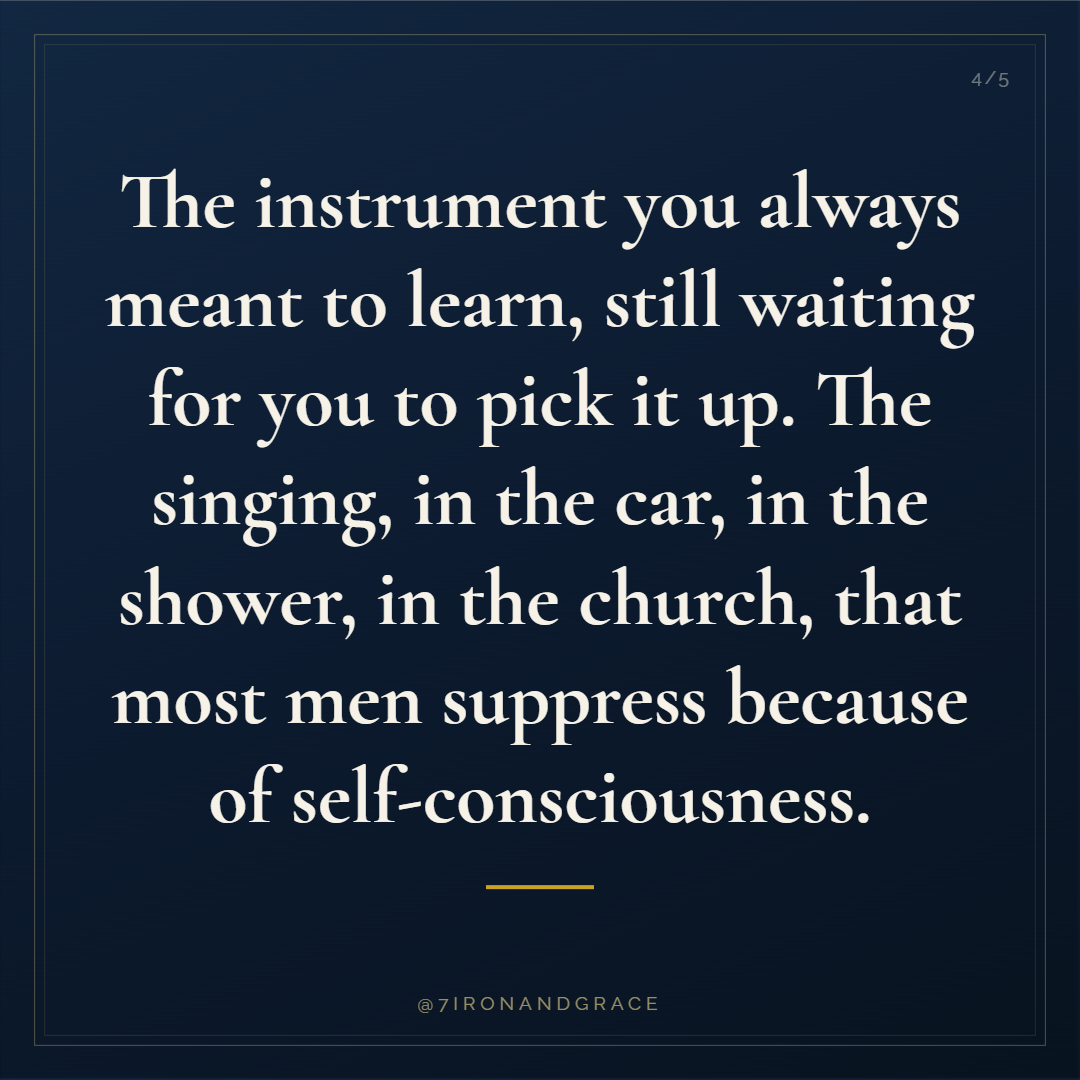 4/5
The instrument you always
meant to learn, still waiting
for you to pick it up. The
singing, in the car, in the
shower, in the church, that
most men suppress because
of self-consciousness.
@7IRONANDGRACE